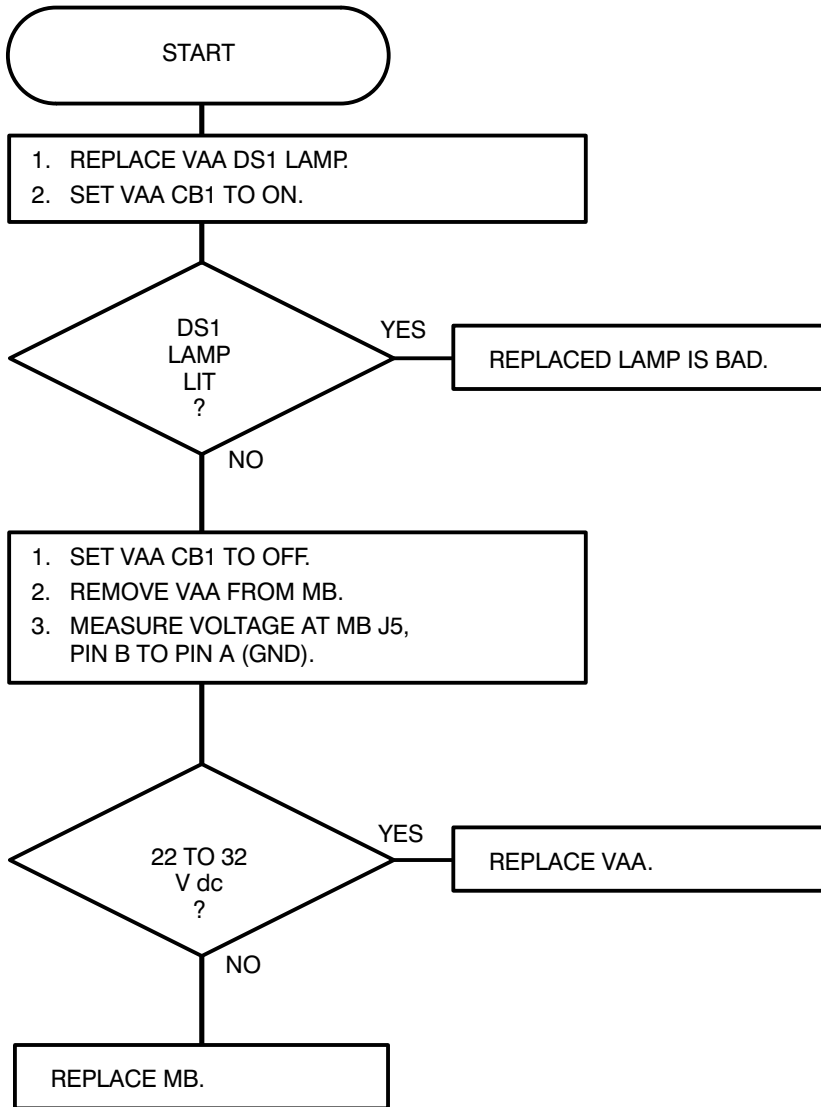 START
1. REPLACE VAA DS1 LAMP.
2. SET VAA CB1 TO ON.
DS1
LAMP
LIT
?
YES
REPLACED LAMP IS BAD.
NO
1. SET VAA CB1 TO OFF.
2. REMOVE VAA FROM MB.
3. MEASURE VOLTAGE AT MB J5,
PIN B TO PIN A (GND).
22 TO 32
V dc
?
YES
REPLACE VAA.
NO
REPLACE MB.